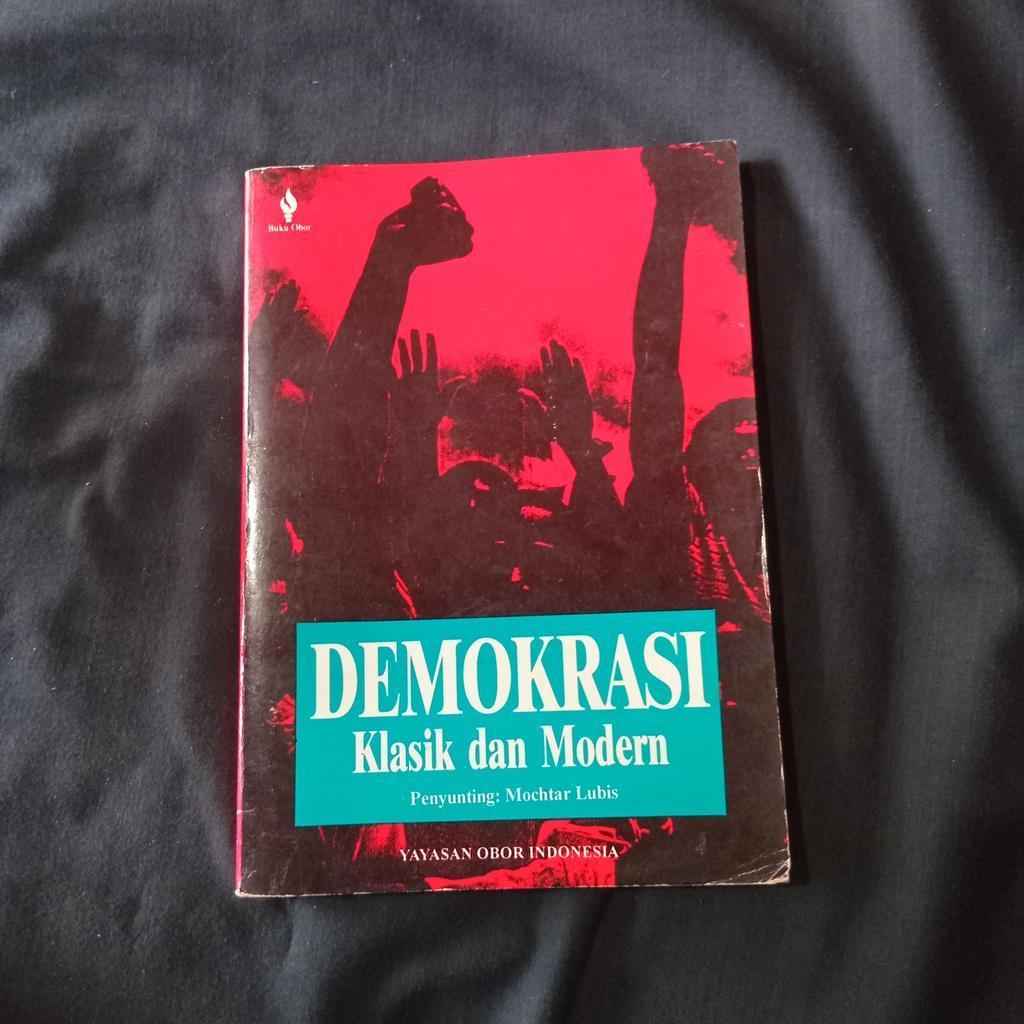 Buku Obor
DEMOKRASI
Klasik dan Modern
Penyunting: Mochtar Lubis
YAYASAN OBOR INDONESIA